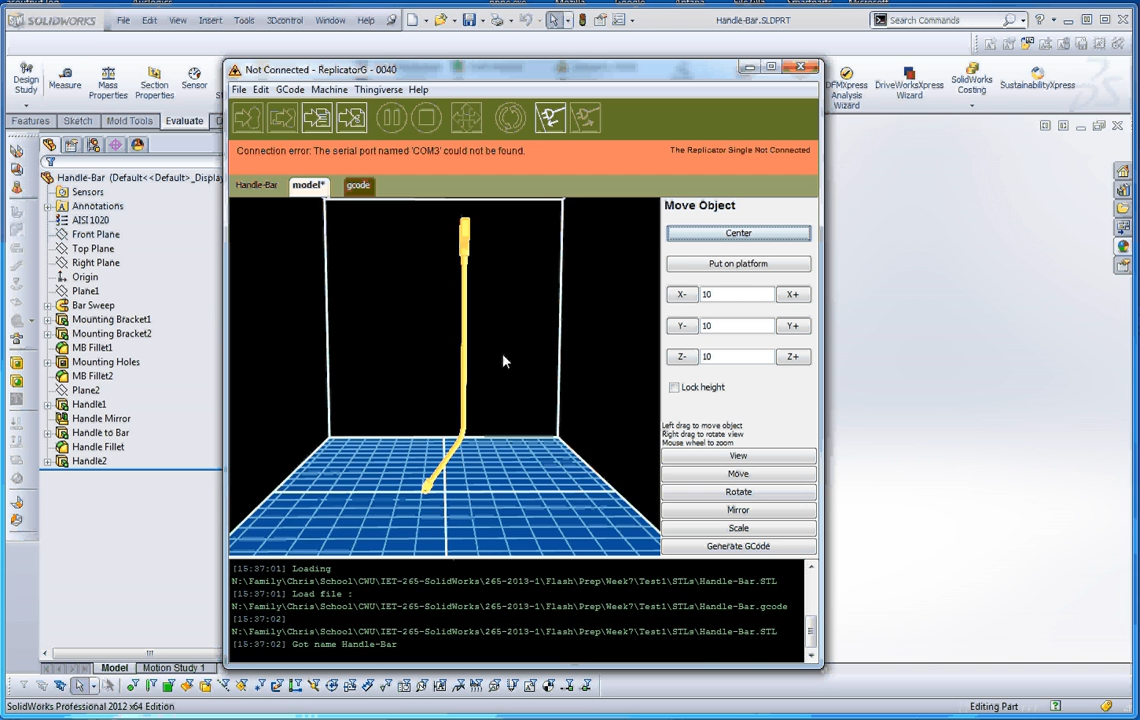 SOLIDWORKS File Edit View Insert Tools 3Dcontrol Window Help Handle-Bar.SLDPRT Search Commands
Design Study Measure Mass Properties Section Properties Sensor
DFMXpress Analysis Wizard DriveWorksXpress Wizard SolidWorks Costing SustainabilityXpress
Features Sketch Mold Tools Evaluate
Not Connected - ReplicatorG - 0040
File Edit GCode Machine Thingiverse Help
Connection error: The serial port named 'COM3' could not be found.
The Replicator Single Not Connected
Handle-Bar model* gcode
Handle-Bar (Default<<Default>_Display
Sensors
Annotations
AISI 1020
Front Plane
Top Plane
Right Plane
Origin
Plane1
Bar Sweep
Mounting Bracket1
Mounting Bracket2
MB Fillet1
Mounting Holes
MB Fillet2
Plane2
Handle1
Handle Mirror
Handle to Bar
Handle Fillet
Handle2
Move Object
Center
Put on platform
X- 10 X+
Y- 10 Y+
Z- 10 Z+
Lock height
Left drag to move object
Right drag to rotate view
Mouse wheel to zoom
View
Move
Rotate
Mirror
Scale
Generate GCode
[15:37:01] Loading
N:\Family\Chris\School\CWU\IET-265-SolidWorks\265-2013-1\Flash\Prep\Week7\Test1\STLs\Handle-Bar.STL
[15:37:01] Load file :
N:\Family\Chris\School\CWU\IET-265-SolidWorks\265-2013-1\Flash\Prep\Week7\Test1\STLs\Handle-Bar.gcode
[15:37:02]
N:\Family\Chris\School\CWU\IET-265-SolidWorks\265-2013-1\Flash\Prep\Week7\Test1\STLs\Handle-Bar.STL
[15:37:02] Got name Handle-Bar
Model Motion Study 1
SolidWorks Professional 2012 x64 Edition Editing Part